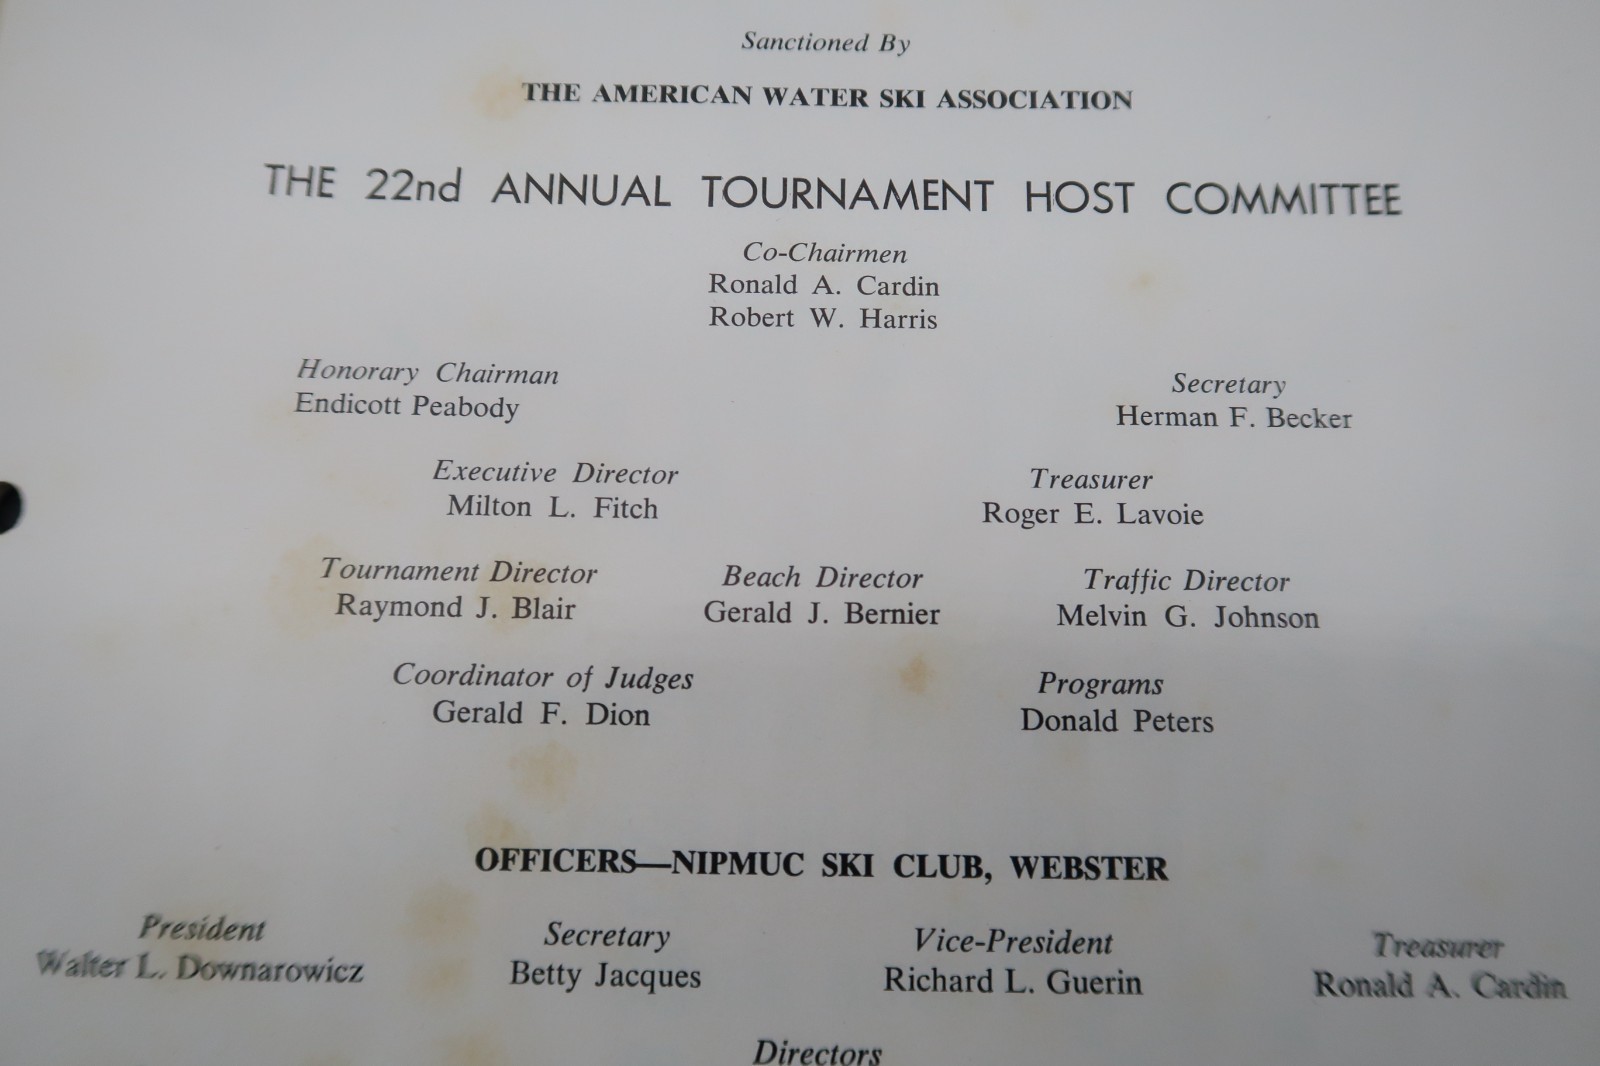 Sanctioned By
THE AMERICAN WATER SKI ASSOCIATION
THE 22nd ANNUAL TOURNAMENT HOST COMMITTEE
Co-Chairmen
Ronald A. Cardin
Robert W. Harris
Honorary Chairman
Endicott Peabody
Secretary
Herman F. Becker
Executive Director
Milton L. Fitch
Treasurer
Roger E. Lavoie
Tournament Director
Raymond J. Blair
Beach Director
Gerald J. Bernier
Traffic Director
Melvin G. Johnson
Coordinator of Judges
Gerald F. Dion
Programs
Donald Peters
OFFICERS—NIPMUC SKI CLUB, WEBSTER
President
Walter L. Downarowicz
Secretary
Betty Jacques
Vice-President
Richard L. Guerin
Treasurer
Ronald A. Cardin
Directors